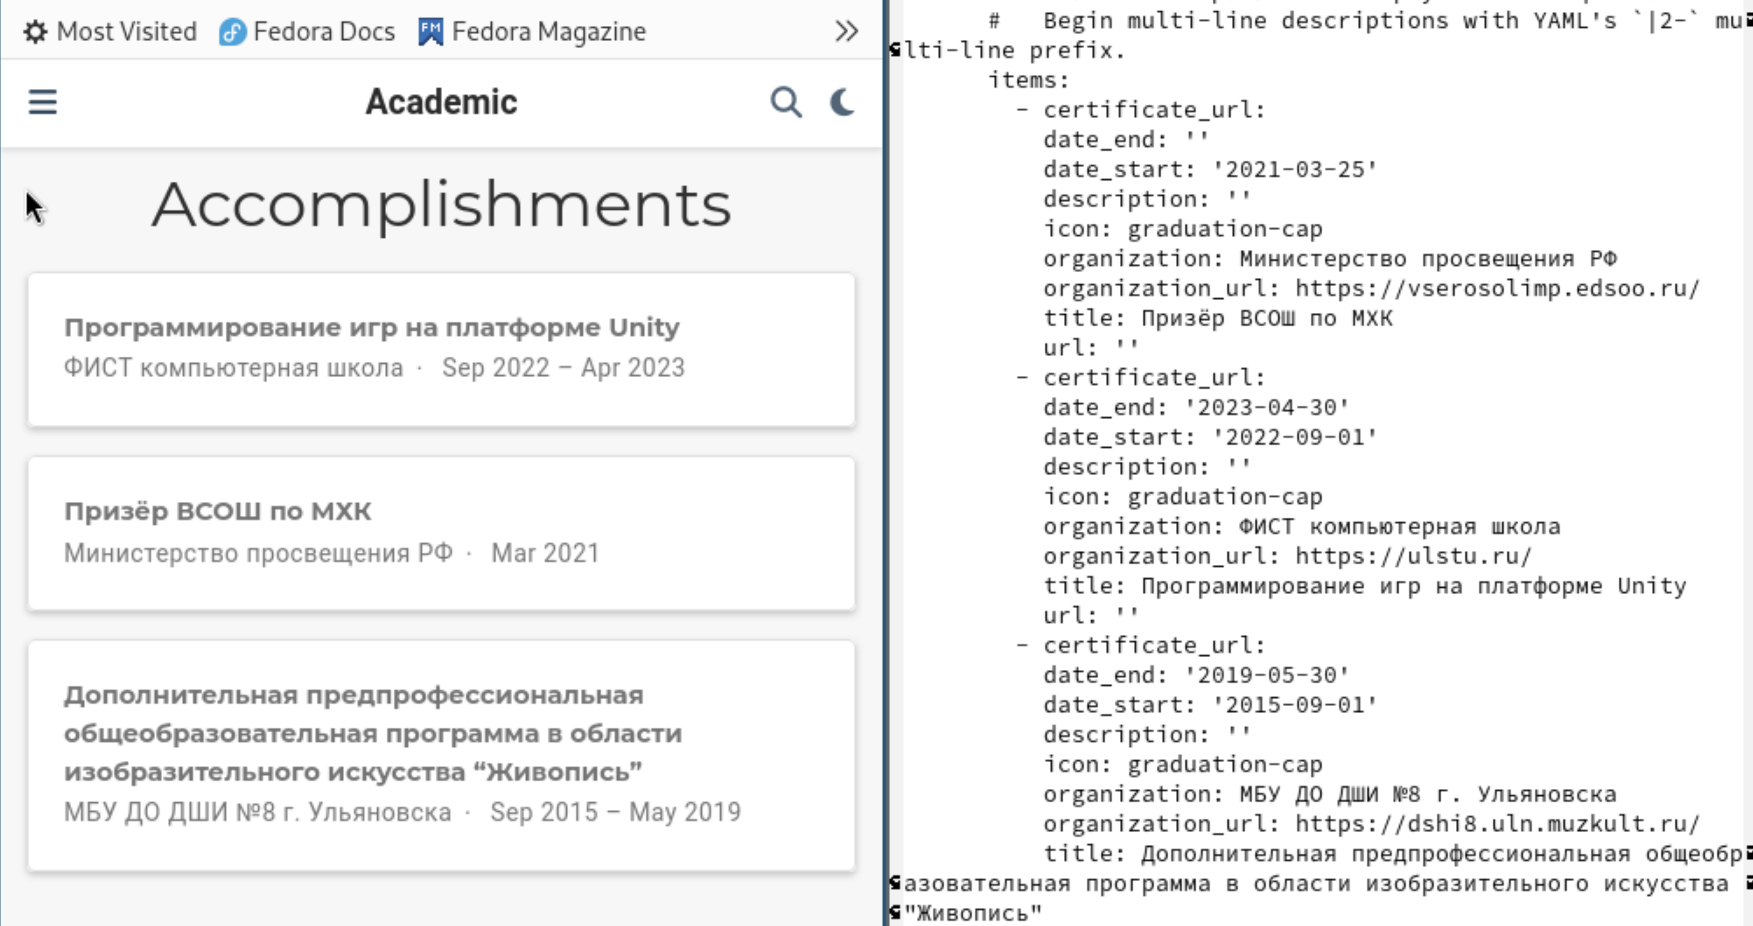 Most Visited Fedora Docs Fedora Magazine
Academic
Accomplishments
Программирование игр на платформе Unity
ФИСТ компьютерная школа · Sep 2022 – Apr 2023
Призёр ВСОШ по МХК
Министерство просвещения РФ · Mar 2021
Дополнительная предпрофессиональная
общеобразовательная программа в области
изобразительного искусства “Живопись”
МБУ ДО ДШИ №8 г. Ульяновска · Sep 2015 – May 2019
# Begin multi-line descriptions with YAML's `|2-` mu
lti-line prefix.
items:
- certificate_url:
date_end: ''
date_start: '2021-03-25'
description: ''
icon: graduation-cap
organization: Министерство просвещения РФ
organization_url: https://vserosolimp.edsoo.ru/
title: Призёр ВСОШ по МХК
url: ''
- certificate_url:
date_end: '2023-04-30'
date_start: '2022-09-01'
description: ''
icon: graduation-cap
organization: ФИСТ компьютерная школа
organization_url: https://ulstu.ru/
title: Программирование игр на платформе Unity
url: ''
- certificate_url:
date_end: '2019-05-30'
date_start: '2015-09-01'
description: ''
icon: graduation-cap
organization: МБУ ДО ДШИ №8 г. Ульяновска
organization_url: https://dshi8.uln.muzkult.ru/
title: Дополнительная предпрофессиональная общеобр
азовательная программа в области изобразительного искусства
"Живопись"